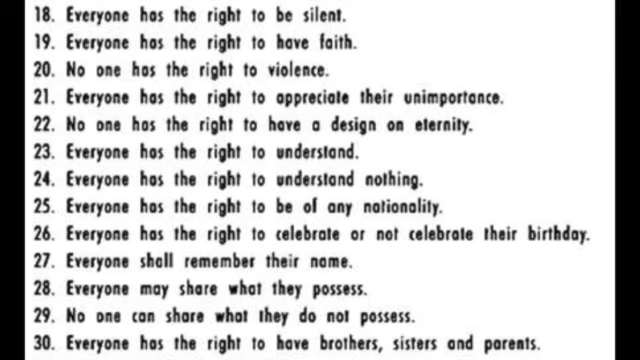 18. Everyone has the right to be silent.
19. Everyone has the right to have faith.
20. No one has the right to violence.
21. Everyone has the right to appreciate their unimportance.
22. No one has the right to have a design on eternity.
23. Everyone has the right to understand.
24. Everyone has the right to understand nothing.
25. Everyone has the right to be of any nationality.
26. Everyone has the right to celebrate or not celebrate their birthday.
27. Everyone shall remember their name.
28. Everyone may share what they possess.
29. No one can share what they do not possess.
30. Everyone has the right to have brothers, sisters and parents.